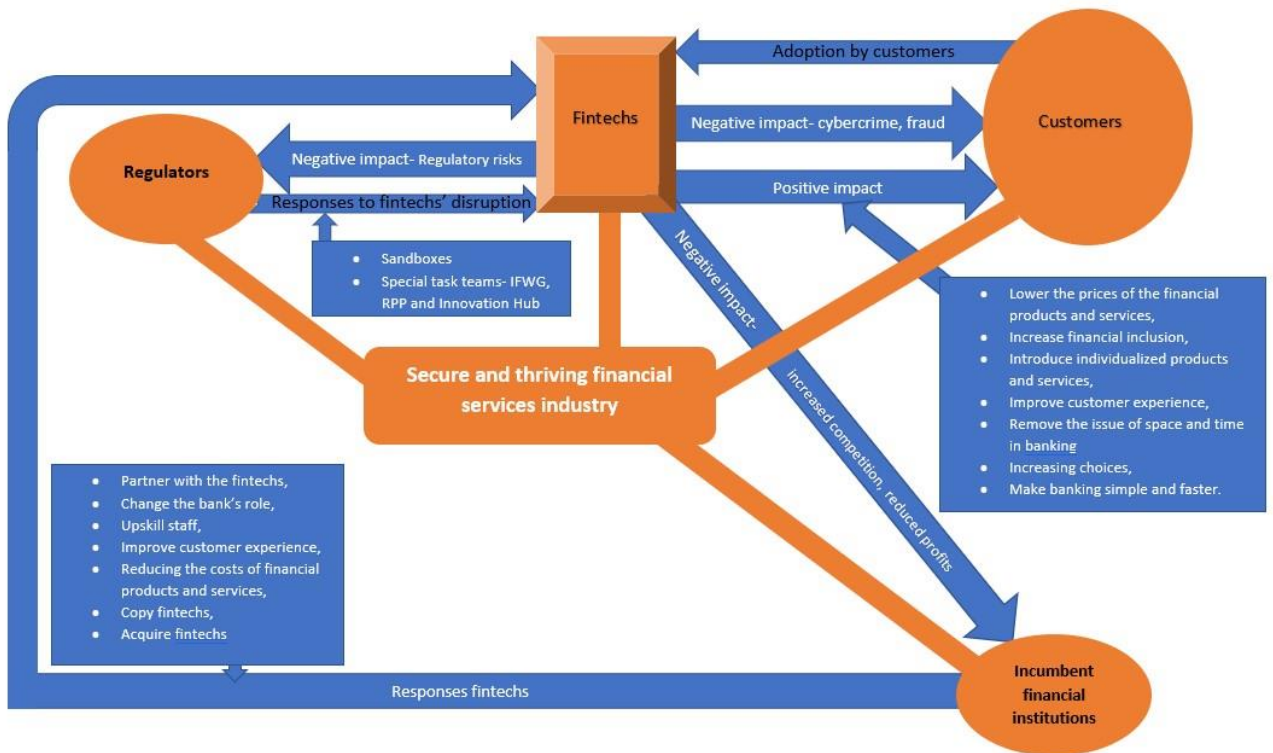 Adoption by customers
Fintechs
Customers
Negative impact- cybercrime, fraud
Negative impact- Regulatory risks
Regulators
Positive impact
Responses to fintechs’ disruption
• Sandboxes
• Special task teams- IFWG,
RPP and Innovation Hub
Negative impact-
increased competition, reduced profits
• Lower the prices of the financial
products and services,
• Increase financial inclusion,
• Introduce individualized products
and services,
• Improve customer experience,
• Remove the issue of space and time
in banking
• Increasing choices,
• Make banking simple and faster.
Secure and thriving financial
services industry
• Partner with the fintechs,
• Change the bank’s role,
• Upskill staff,
• Improve customer experience,
• Reducing the costs of financial
products and services,
• Copy fintechs,
• Acquire fintechs
Responses fintechs
Incumbent
financial
institutions